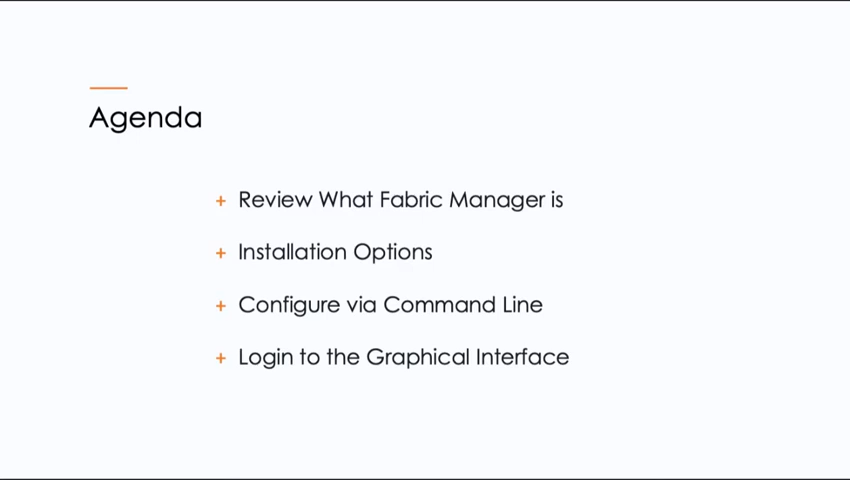 Agenda
+ Review What Fabric Manager is
+ Installation Options
+ Configure via Command Line
+ Login to the Graphical Interface